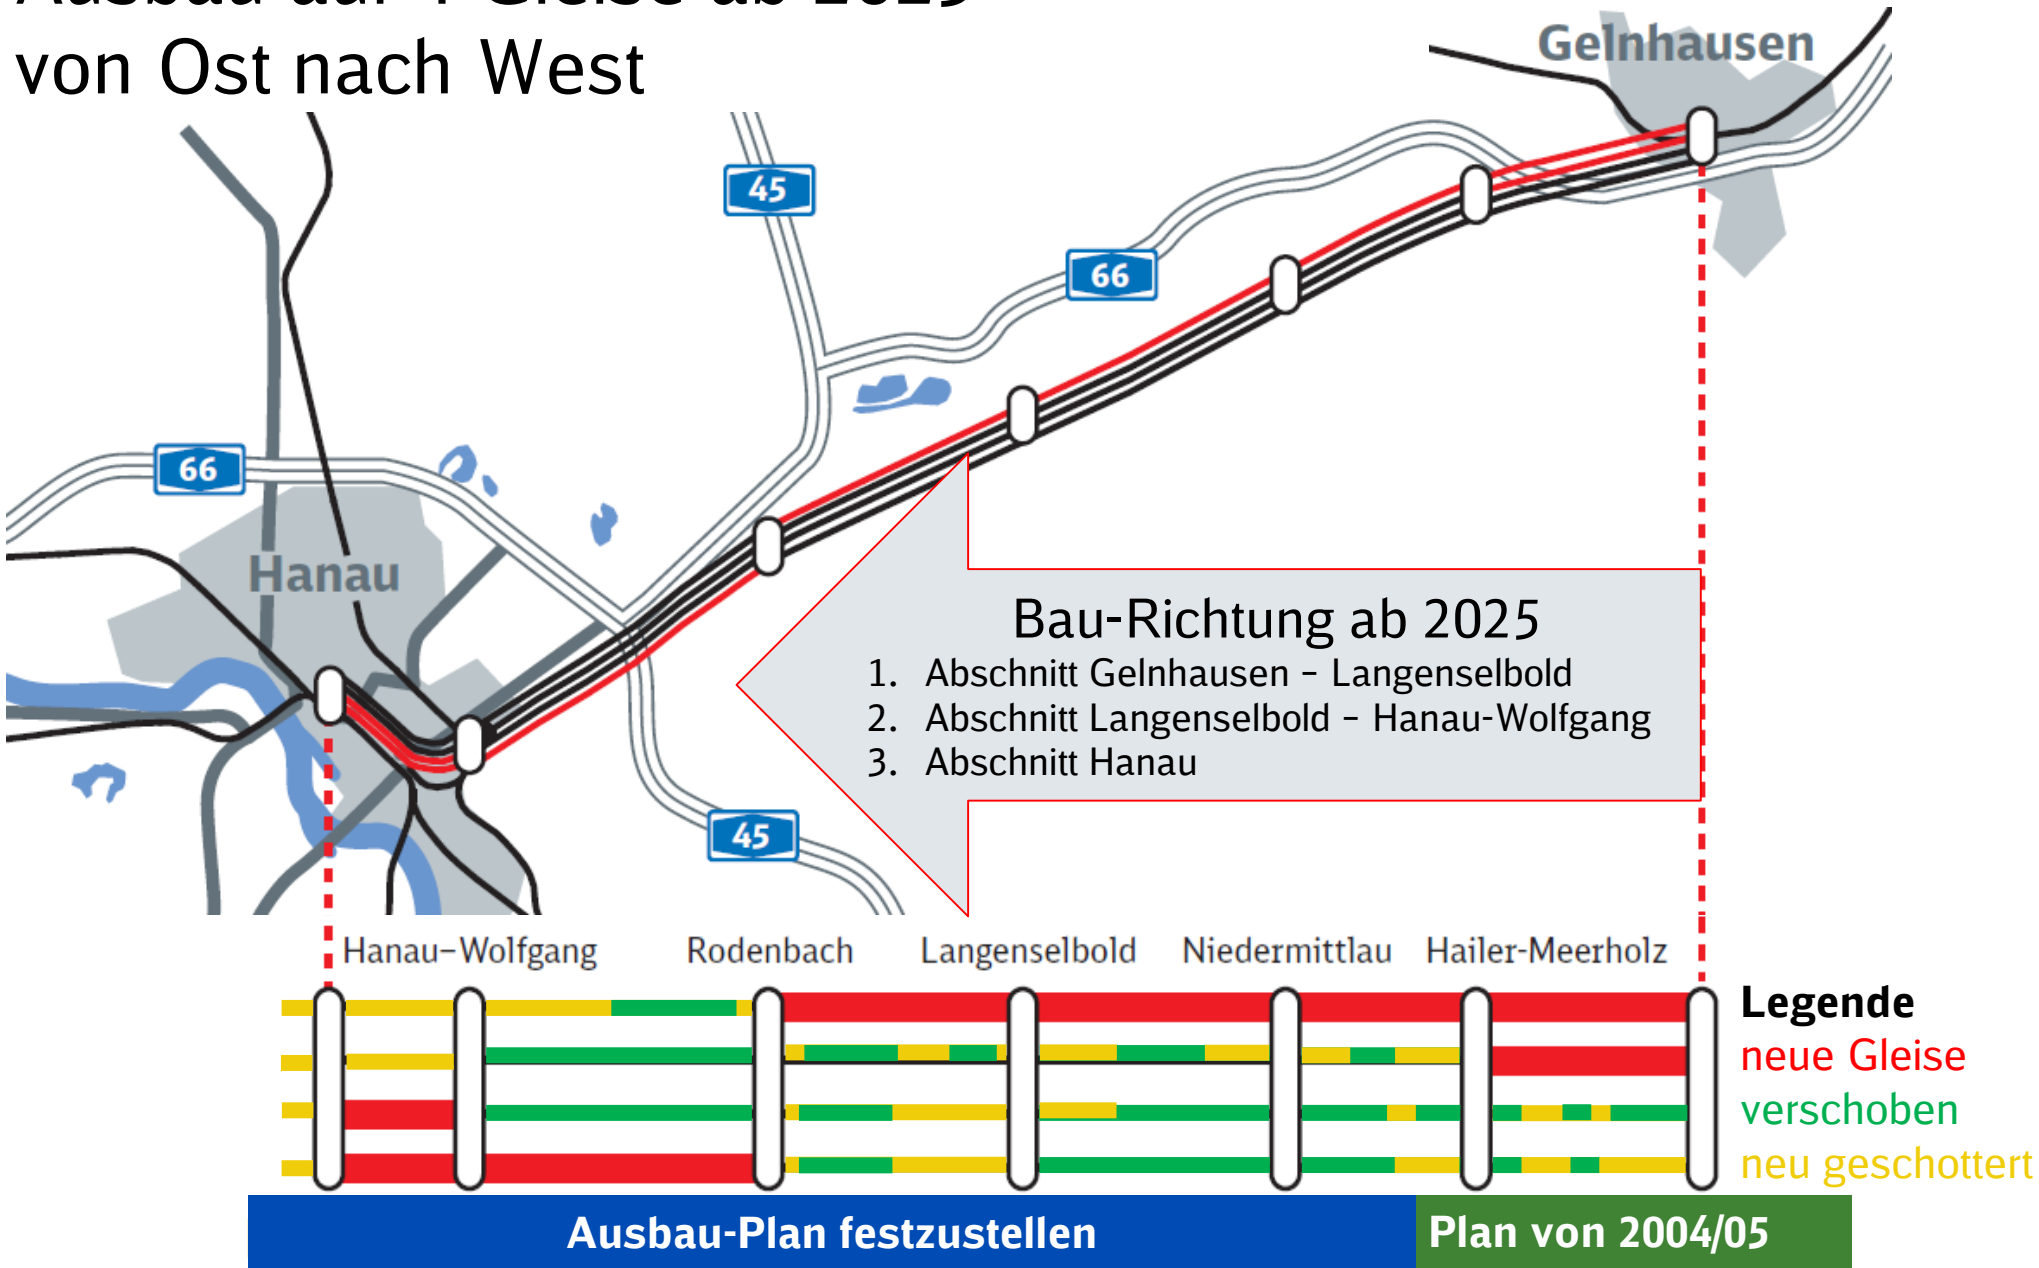 von Ost nach West
Gelnhausen
45
66
66
Hanau
Bau-Richtung ab 2025
1. Abschnitt Gelnhausen – Langenselbold
2. Abschnitt Langenselbold – Hanau-Wolfgang
3. Abschnitt Hanau
45
Hanau–Wolfgang Rodenbach Langenselbold Niedermittlau Hailer-Meerholz
Legende
neue Gleise
verschoben
neu geschottert
Ausbau-Plan festzustellen Plan von 2004/05